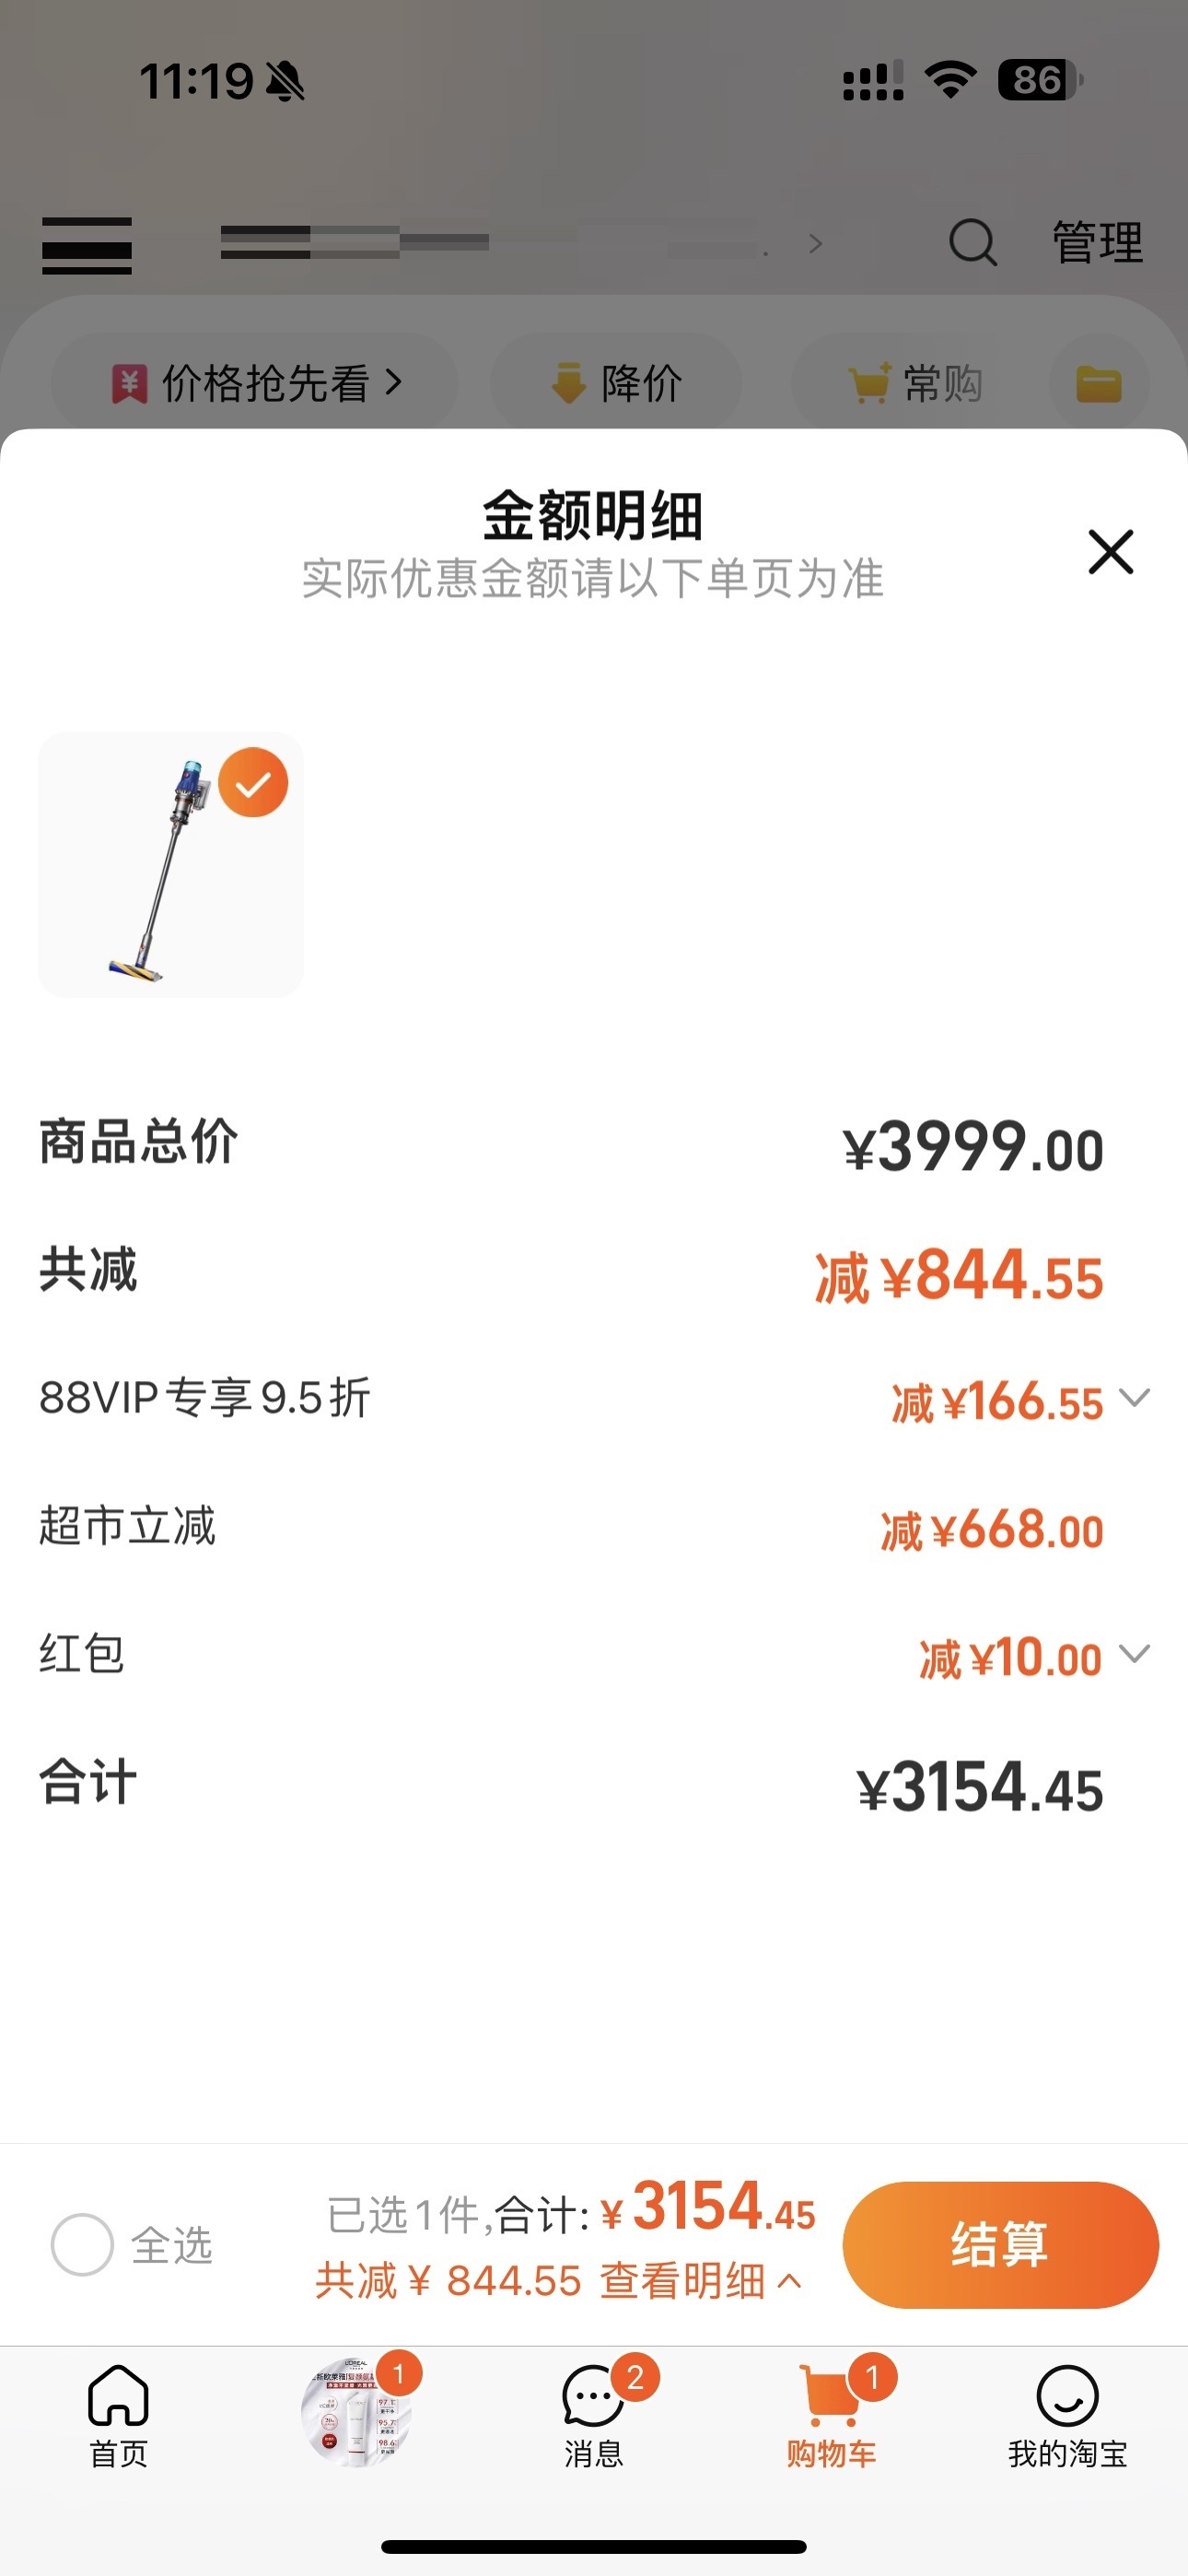 11:19
86
管理
价格抢先看
降价
常购
金额明细
实际优惠金额请以下单页为准
商品总价 ¥3999.00
共减 减 ¥844.55
88VIP专享9.5折 减 ¥166.55
超市立减 减 ¥668.00
红包 减 ¥10.00
合计 ¥3154.45
全选
已选1件,合计: ¥3154.45
共减 ¥ 844.55 查看明细
结算
1
2
1
首页
消息
购物车
我的淘宝